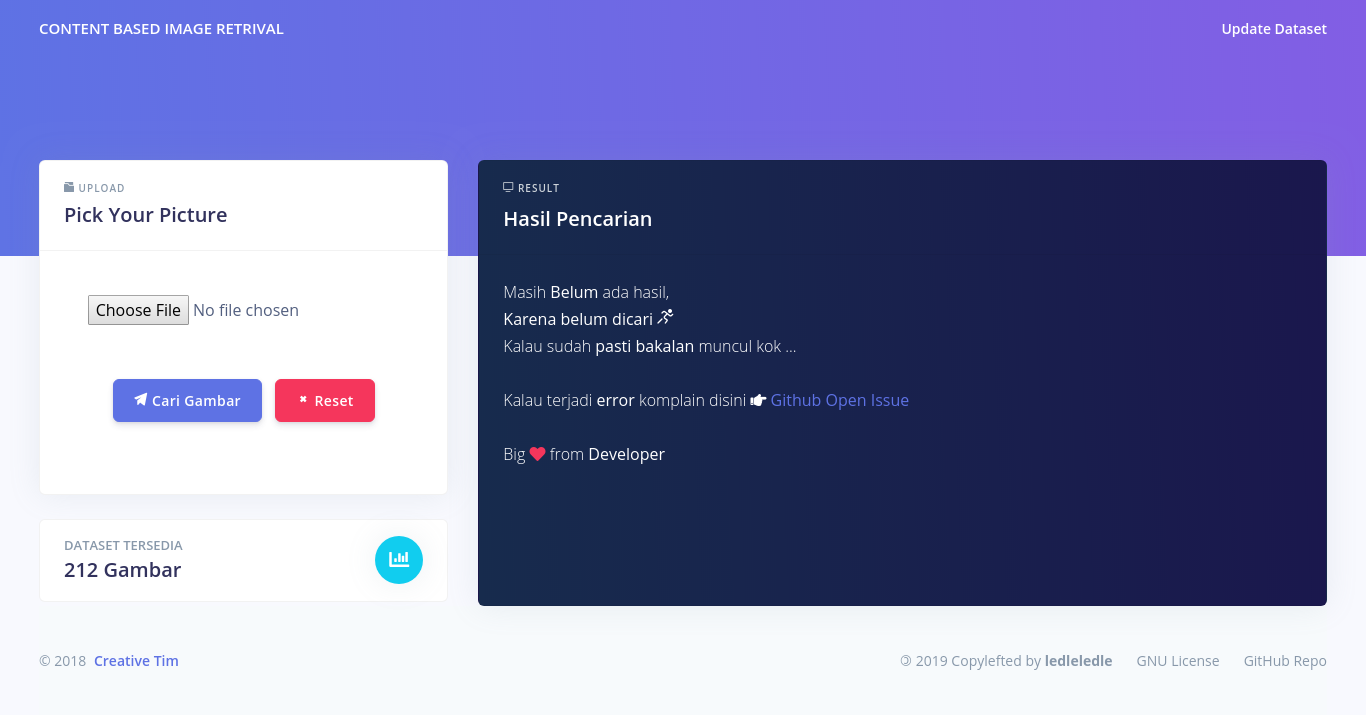 CONTENT BASED IMAGE RETRIVAL
Update Dataset
UPLOAD
Pick Your Picture
Choose File No file chosen
Cari Gambar
Reset
DATASET TERSEDIA
212 Gambar
RESULT
Hasil Pencarian
Masih Belum ada hasil,
Karena belum dicari
Kalau sudah pasti bakalan muncul kok ...
Kalau terjadi error komplain disini Github Open Issue
Big ❤ from Developer
© 2018 Creative Tim
🄯 2019 Copylefted by ledleledle
GNU License
GitHub Repo